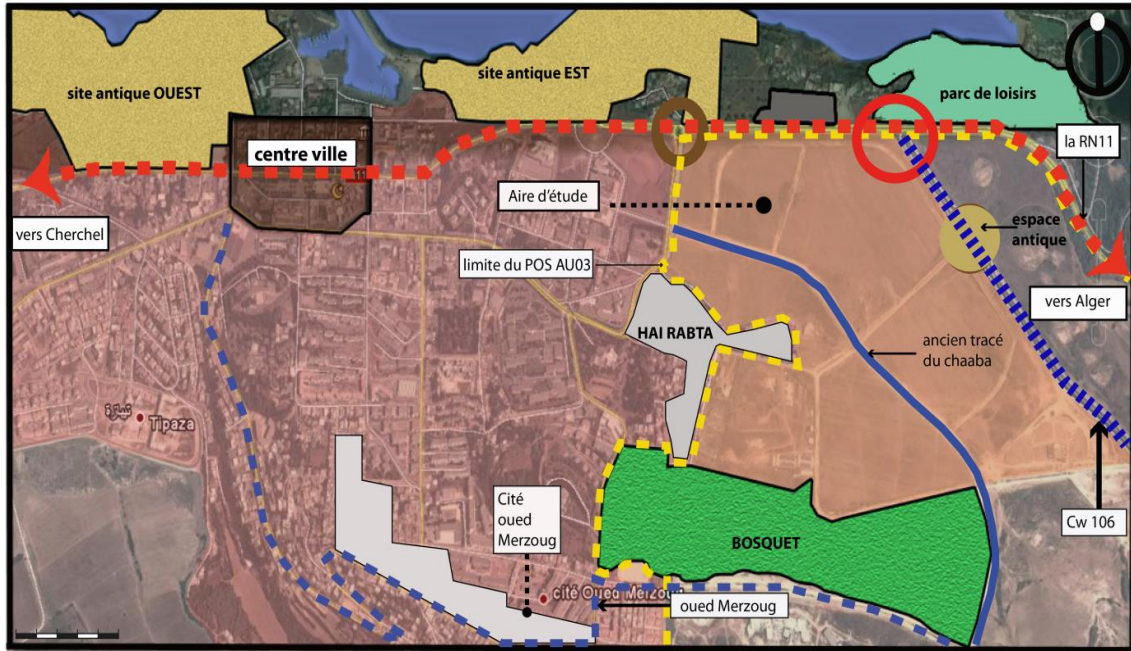 site antique OUEST
site antique EST
parc de loisirs
la RN11
centre ville
11
Aire d'étude
espace
antique
vers Cherchel
limite du POS AU03
vers Alger
HAI RABTA
ancien tracé
du chaaba
تيبازة
Tipaza
Cité
oued
Merzoug
BOSQUET
Cw 106
cité Oued Merzoug
oued Merzoug